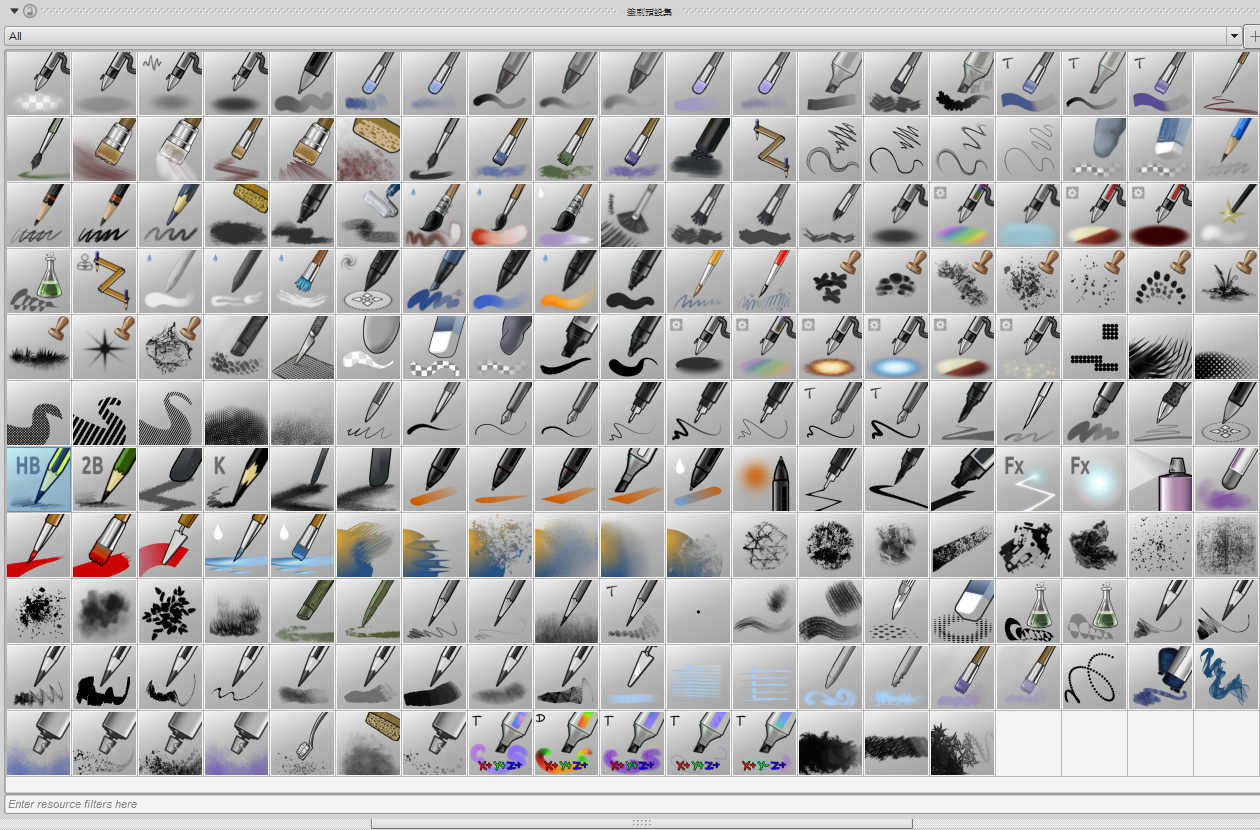 筆刷預設集
All
T T T
HB 2B K Fx Fx
T T
T
T D T T T
X+ Y+ Z+ X+ Y+ Z+ X+ Y+ Z+ X+ Y+ Z+ X+ Y- Z+
Enter resource filters here